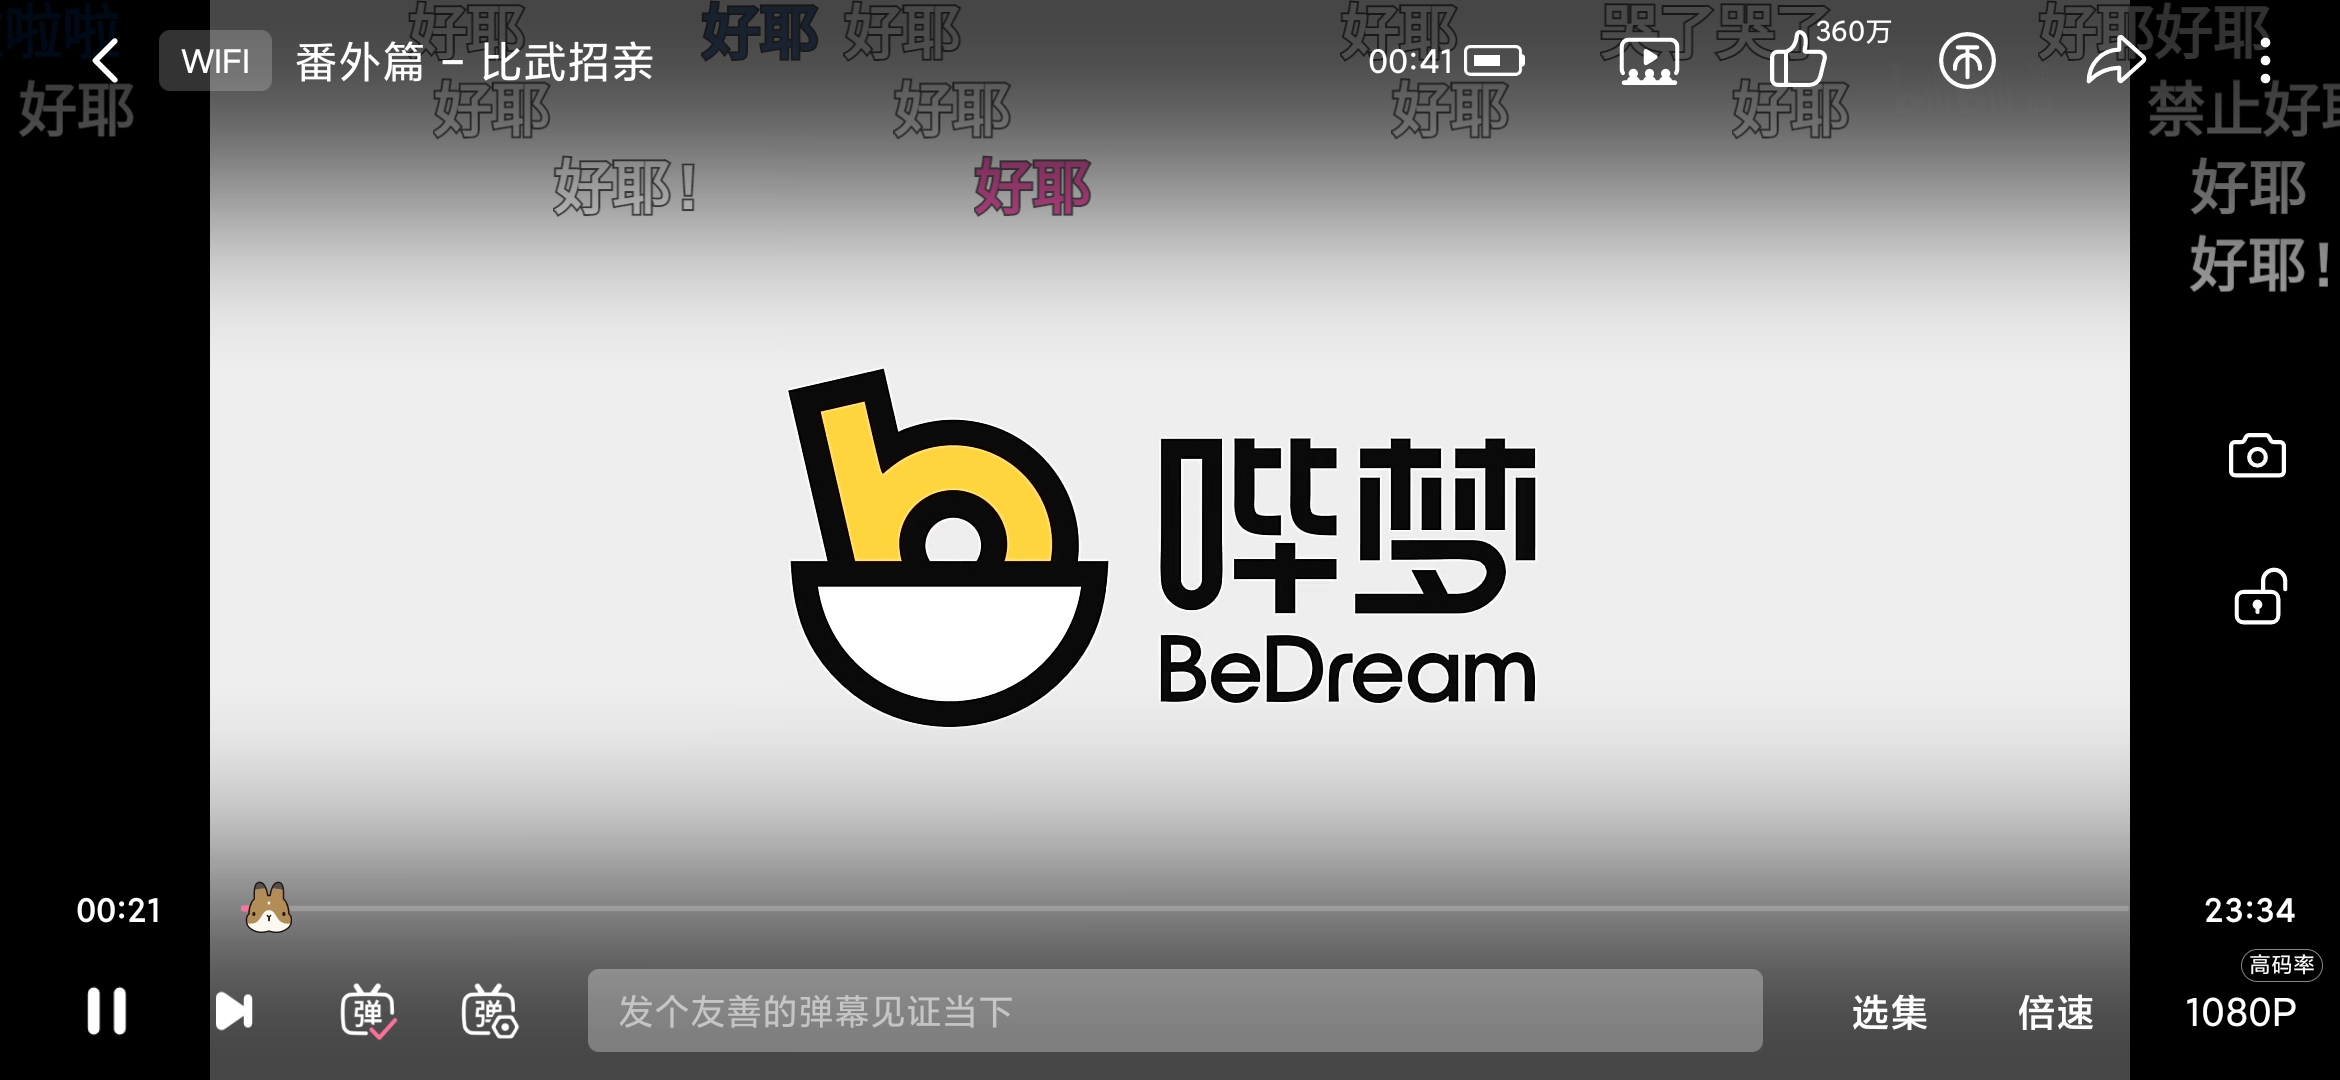 啦啦 好耶 好耶 好耶 好耶 哭了哭了 好耶好耶
WIFI 番外篇 - 比武招亲 00:41 360万
好耶 好耶 好耶 好耶 好耶 禁止好耶
好耶! 好耶 好耶
好耶!
哔梦
BeDream
00:21 23:34
高码率
弹 弹 发个友善的弹幕见证当下 选集 倍速 1080P